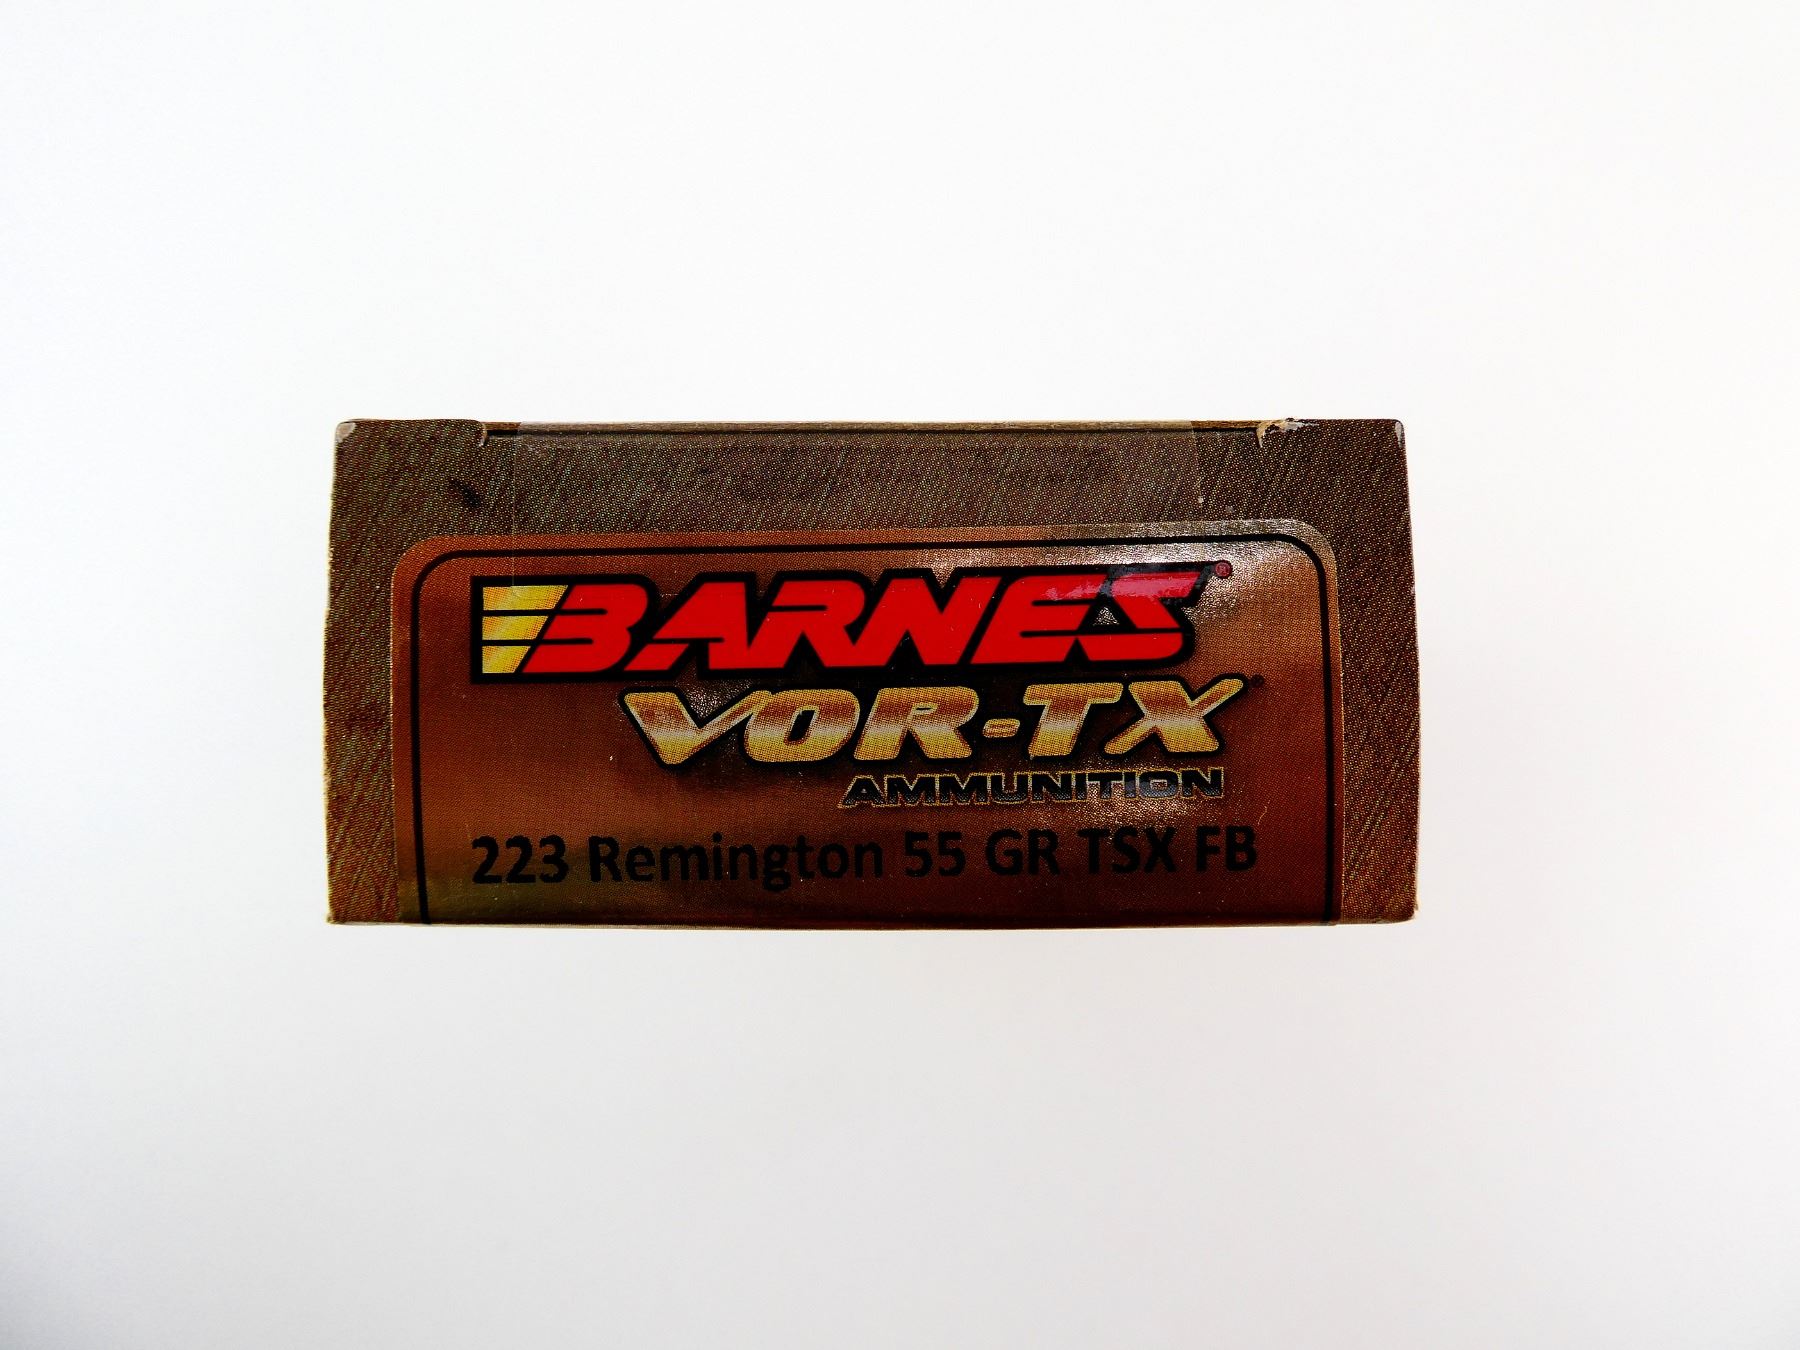 BARNES®
VOR-TX
AMMUNITION
223 Remington 55 GR TSX FB